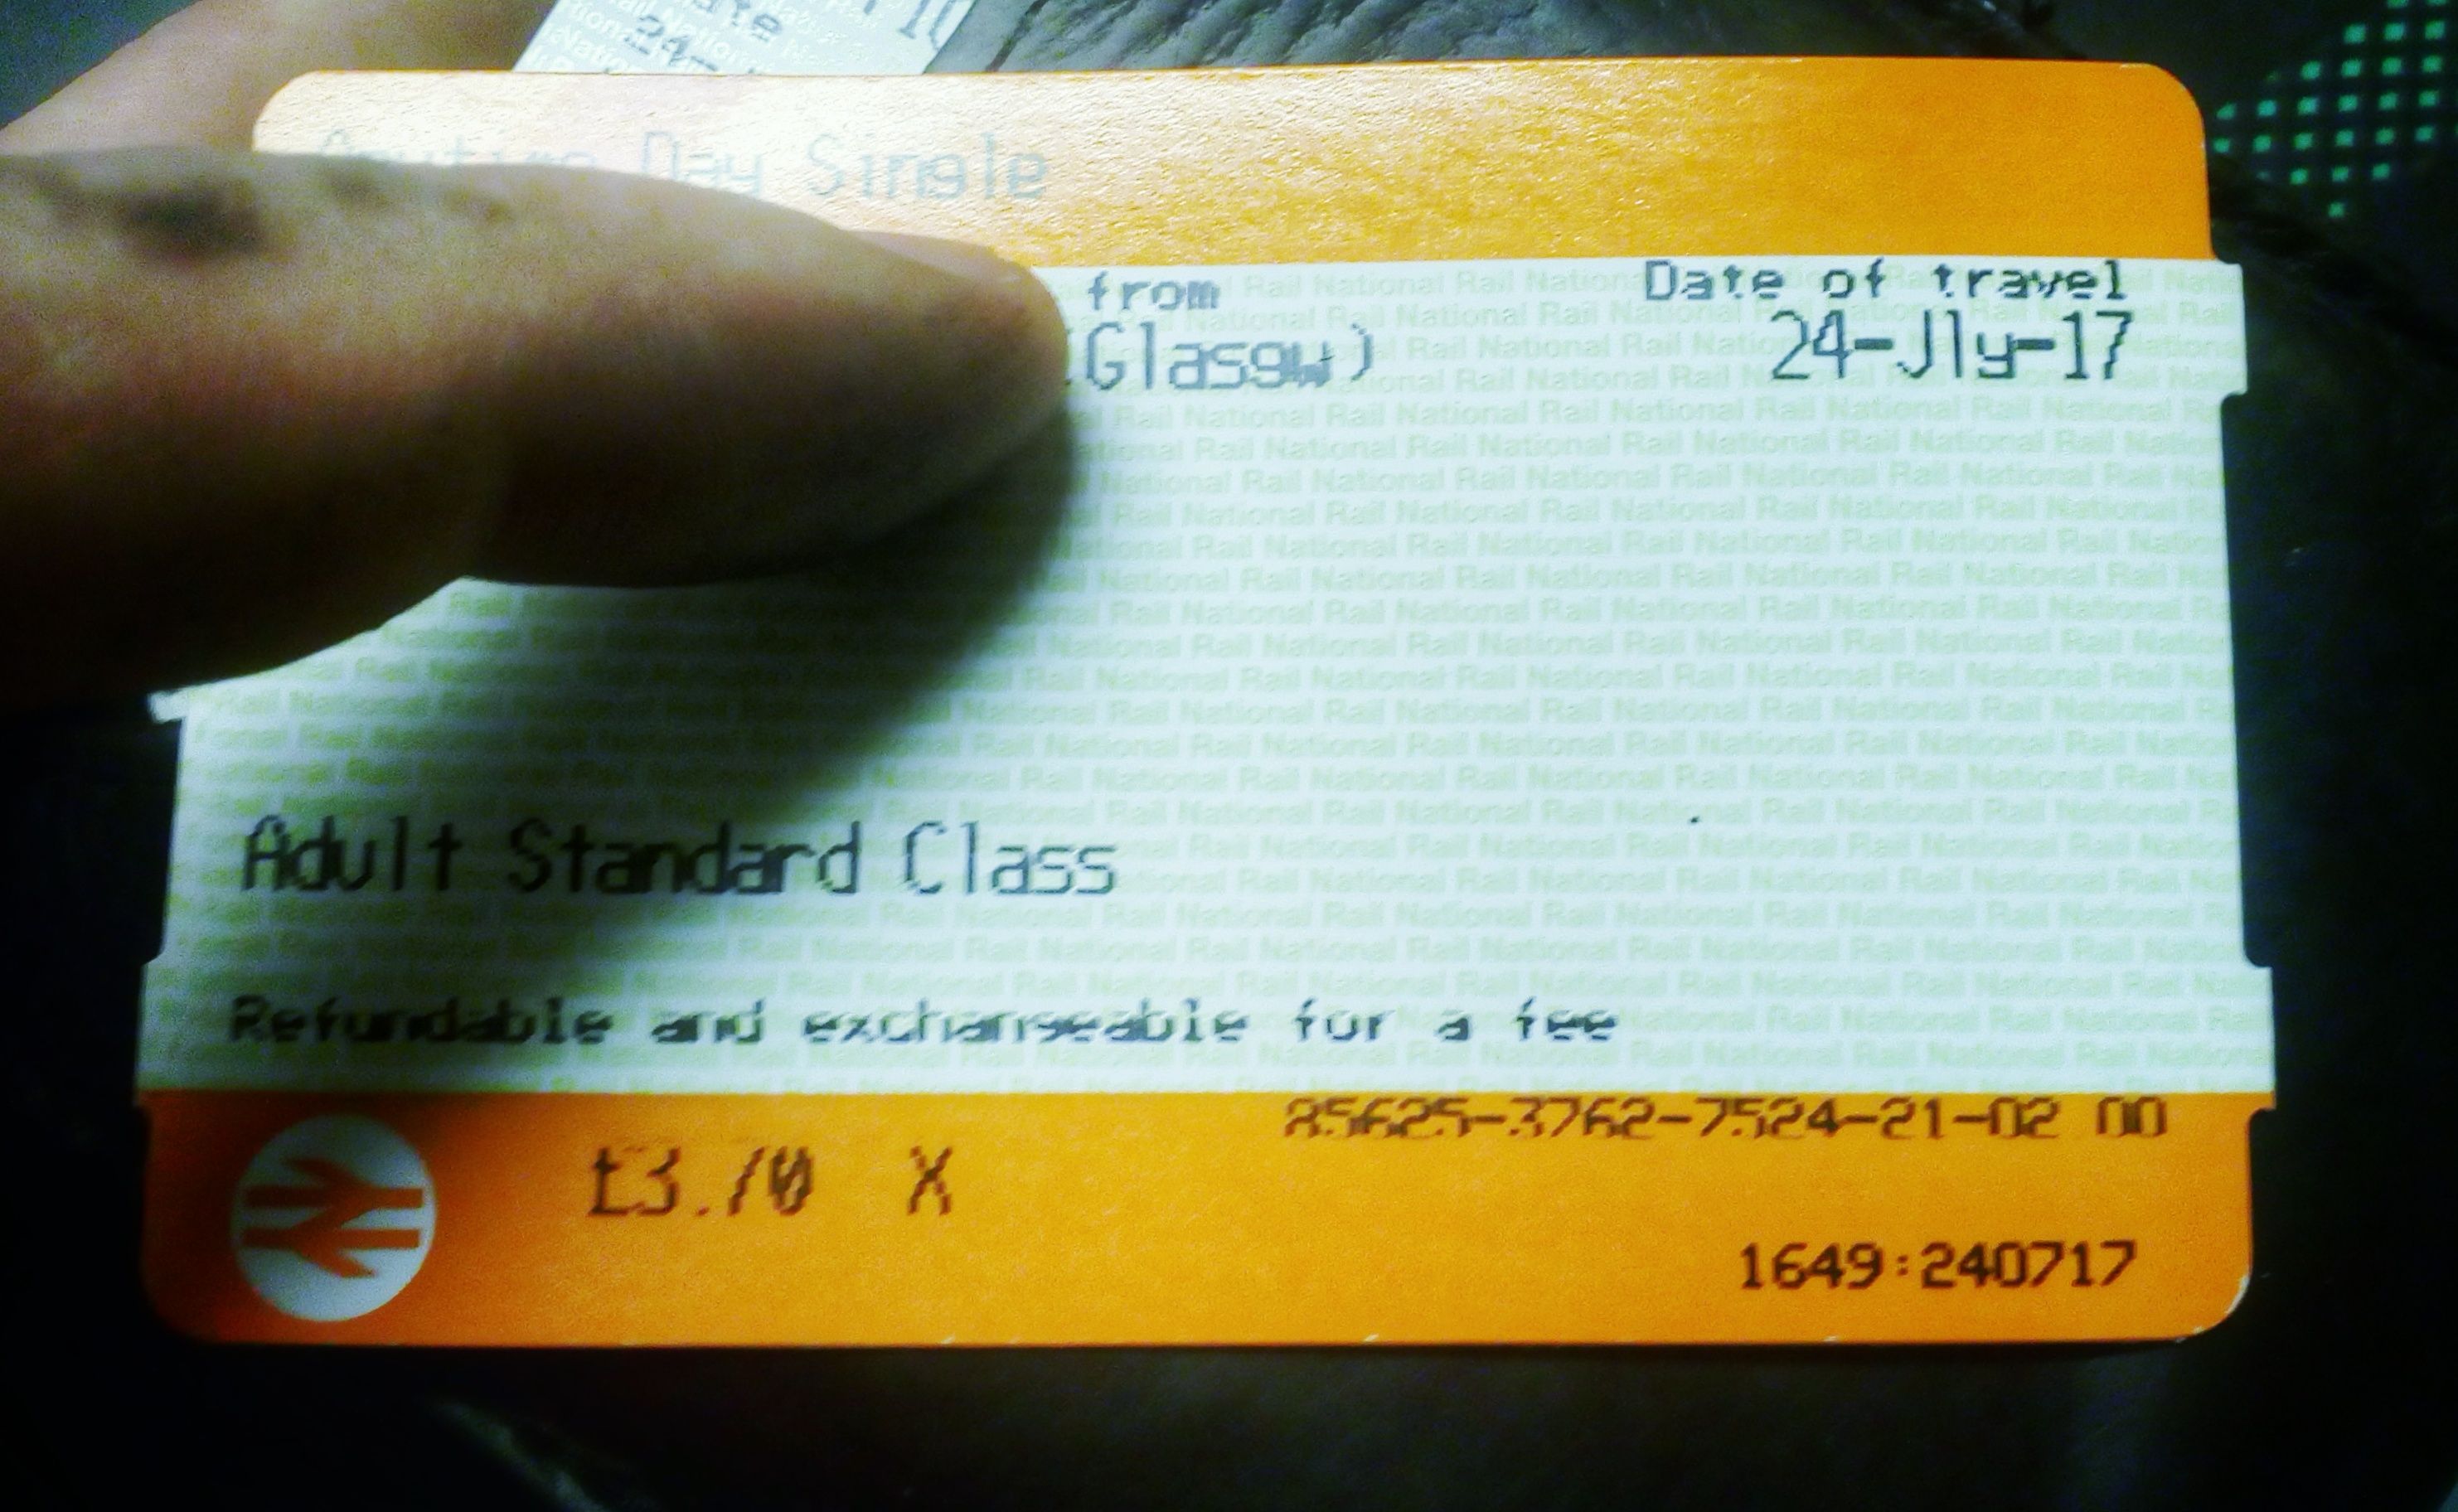 Day Single
from
Glasgw)
Date of travel
24-Jly-17
Adult Standard Class
Refundable and exchangeable for a fee
85625-3762-7524-21-02 00
£3.70 X
1649:240717